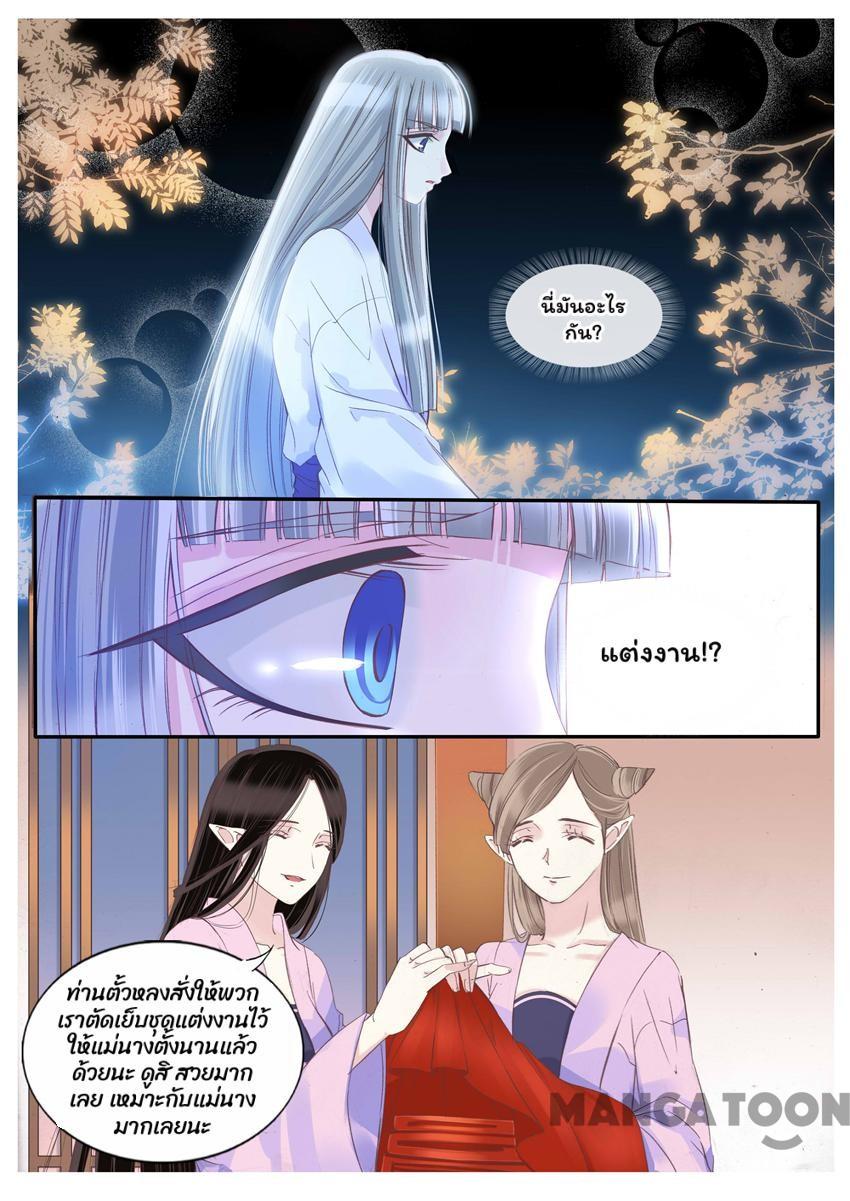 นี่มันอะไร
กัน?
แต่งงาน!?
ท่านตั้วหลงสั่งให้พวก
เราตัดเย็บชุดแต่งงานไว้
ให้แม่นางตั้งนานแล้ว
ด้วยนะ ดูสิ สวยมาก
เลย เหมาะกับแม่นาง
มากเลยนะ
MANGATOON